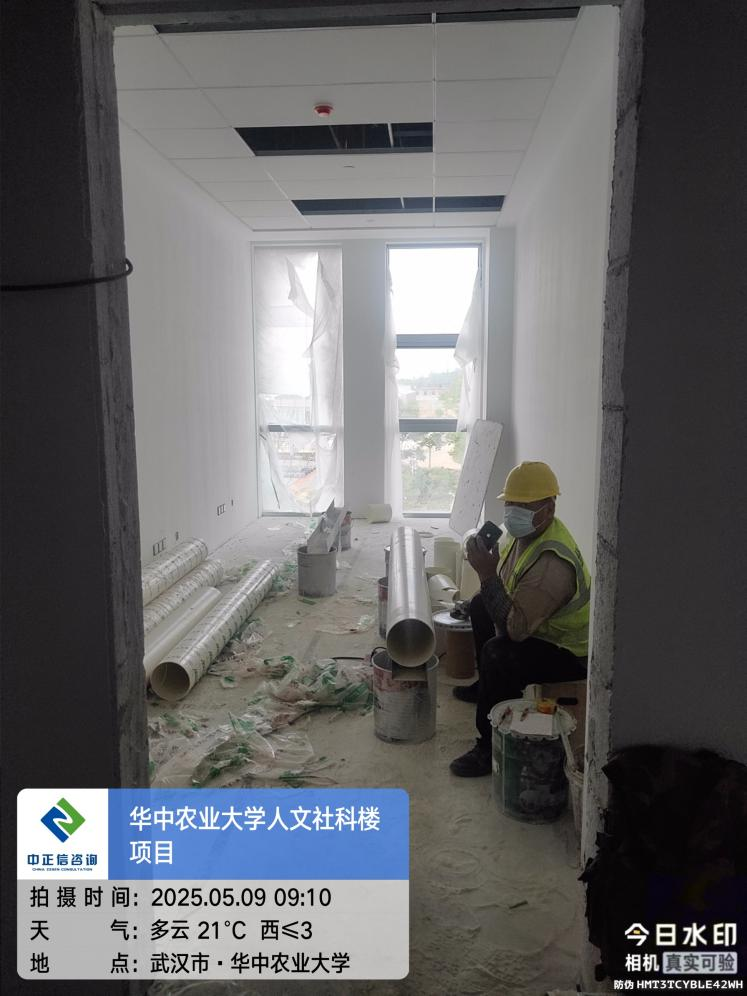 中正信咨询
CHINA ZENSN CONSULTATION
华中农业大学人文社科楼
项目
拍摄时间：2025.05.09 09:10
天气：多云 21℃ 西≤3
地点：武汉市·华中农业大学
今日水印
相机 真实可验
防伪 HMT3TCYBLE42WH